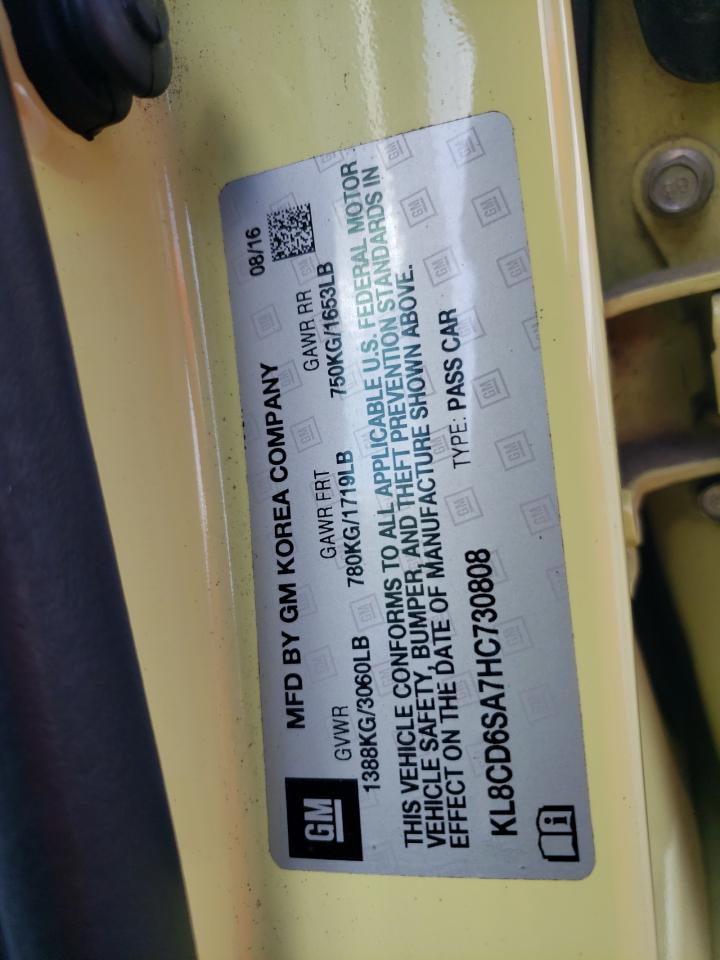 GM
MFD BY GM KOREA COMPANY 08/16
GVWR GAWR FRT GAWR RR
1388KG/3060LB 780KG/1719LB 750KG/1653LB
THIS VEHICLE CONFORMS TO ALL APPLICABLE U.S. FEDERAL MOTOR
VEHICLE SAFETY, BUMPER, AND THEFT PREVENTION STANDARDS IN
EFFECT ON THE DATE OF MANUFACTURE SHOWN ABOVE.
KL8CD6SA7HC730808 TYPE: PASS CAR